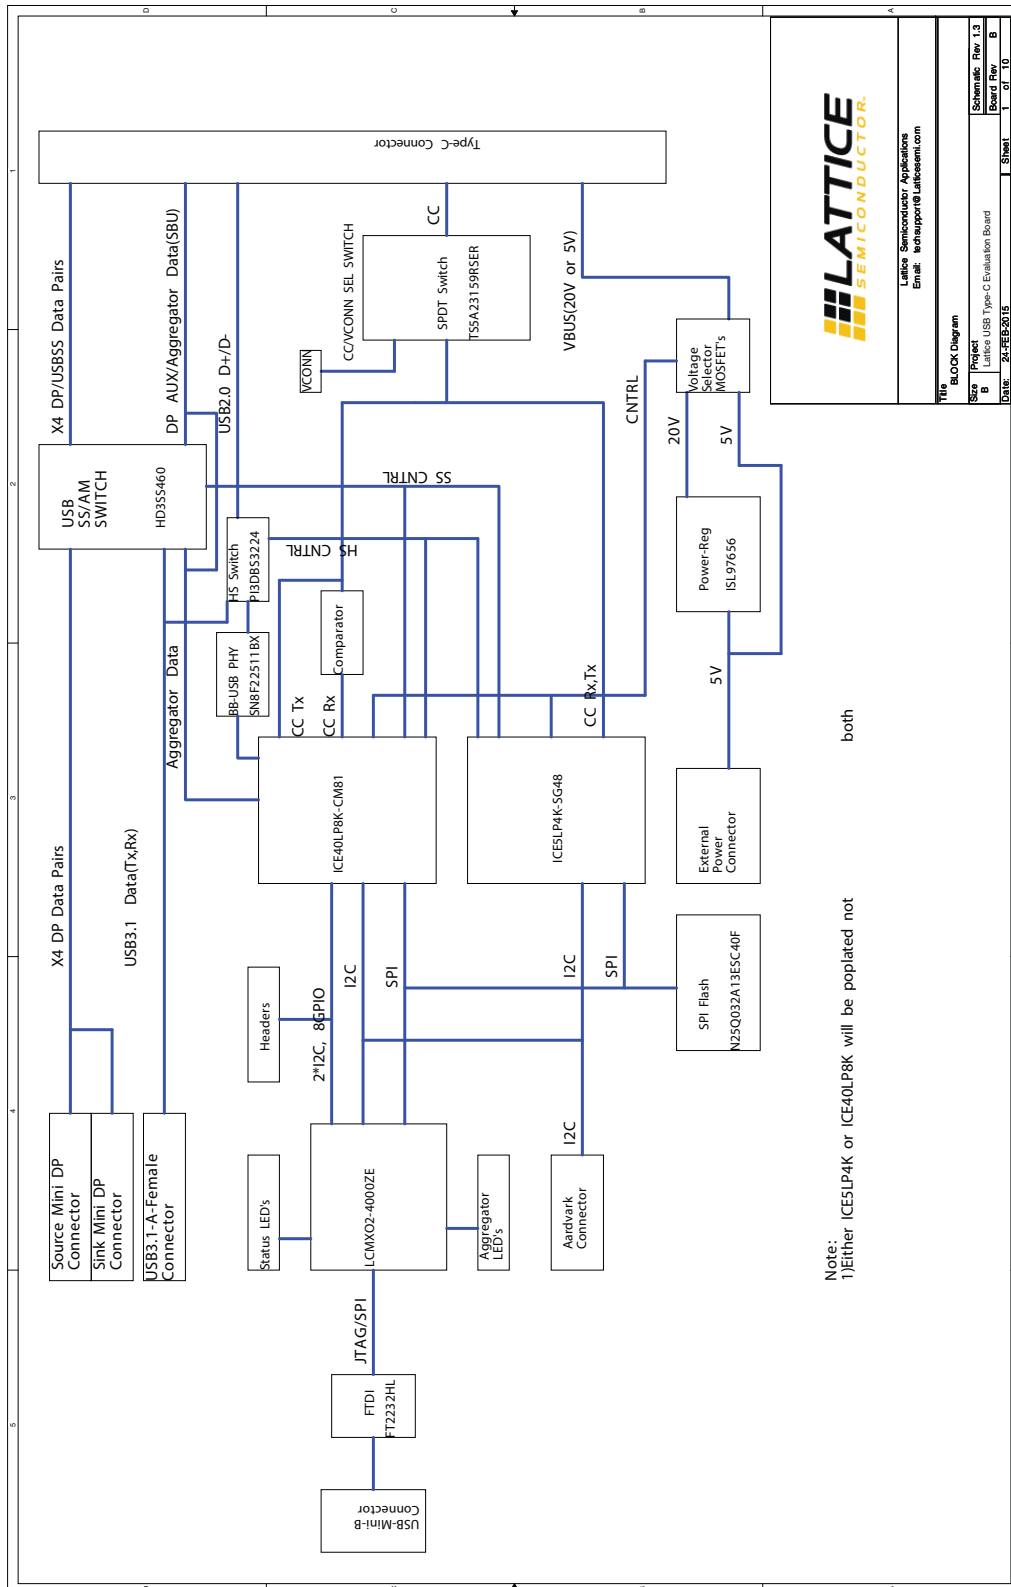 USB-Mini-B
Connector
FTDI
FT2232HL
JTAG/SPI
Source Mini DP
Connector
Sink Mini DP
Connector
USB3.1-A-Female
Connector
Status LED's
LCMXO2-4000ZE
Aggregator
LED's
Aardvark
Connector
I2C
Headers
2*I2C, 8GPIO
I2C
SPI
I2C
SPI
SPI Flash
N25Q032A13ESC40F
X4 DP Data Pairs
USB3.1 Data(Tx,Rx)
Aggregator Data
ICE40LP8K-CM81
ICE5LP4K-SG48
External
Power
Connector
5V
BB-USB PHY
SN8F22511BX
CC Tx
CC Rx
CC Rx,Tx
Comparator
HS Switch
PI3DBS3224
HS CNTRL
SS CNTRL
USB
SS/AM
SWITCH
HD3SS460
Power-Reg
ISL97656
20V
5V
CNTRL
Voltage
Selector
MOSFET's
VCONN
CC/VCONN SEL SWITCH
SPDT Switch
TS5A23159RSER
CC
VBUS(20V or 5V)
X4 DP/USBSS Data Pairs
DP AUX/Aggregator Data(SBU)
USB2.0 D+/D-
Type-C Connector
Note:
1)Either ICE5LP4K or ICE40LP8K will be poplated not both
LATTICE
SEMICONDUCTOR.
Lattice Semiconductor Applications
Email: techsupport@Latticesemi.com
Title
BLOCK Diagram
Size
B
Project
Lattice USB Type-C Evaluation Board
Schematic Rev 1.3
Board Rev B
Date: 24-FEB-2015
Sheet 1 of 10
5
4
3
2
1
D
C
B
A